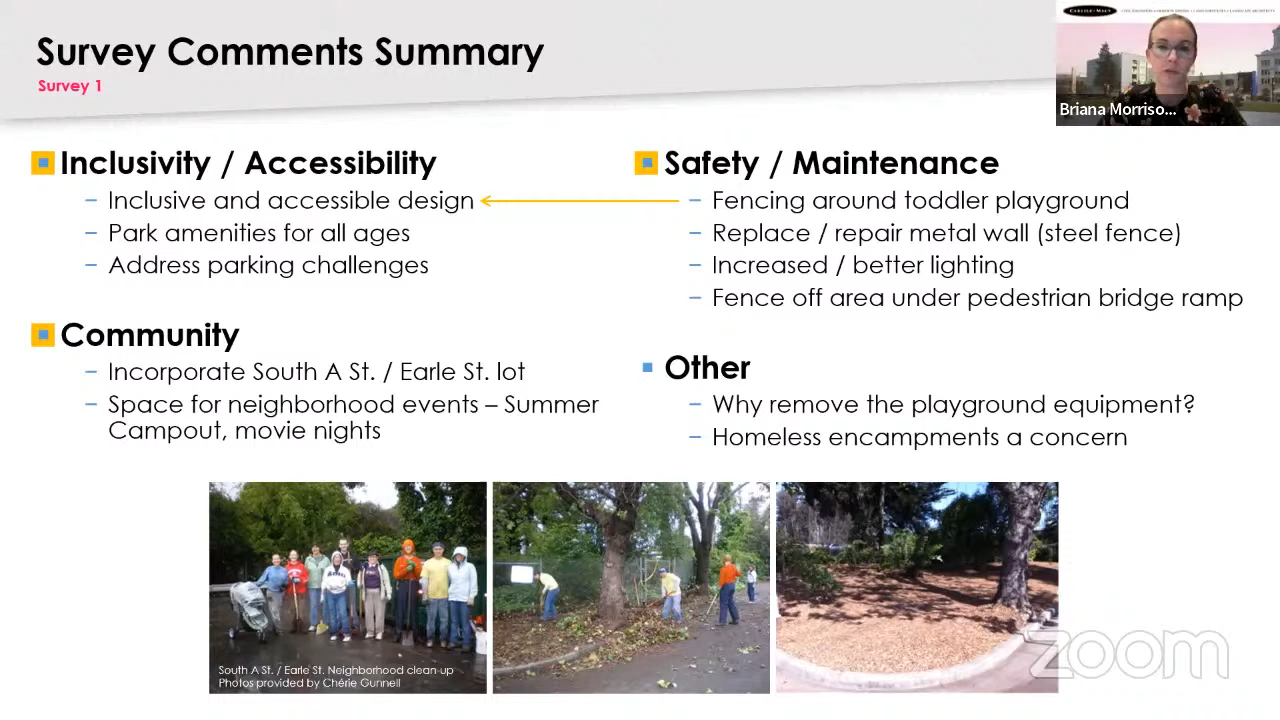 Survey Comments Summary
Survey 1
CARLILE • MACY
Briana Morriso...
Inclusivity / Accessibility
– Inclusive and accessible design
– Park amenities for all ages
– Address parking challenges
Community
– Incorporate South A St. / Earle St. lot
– Space for neighborhood events – Summer
Campout, movie nights
Safety / Maintenance
– Fencing around toddler playground
– Replace / repair metal wall (steel fence)
– Increased / better lighting
– Fence off area under pedestrian bridge ramp
Other
– Why remove the playground equipment?
– Homeless encampments a concern
South A St. / Earle St. Neighborhood clean-up
Photos provided by Chérie Gunnell
zoom